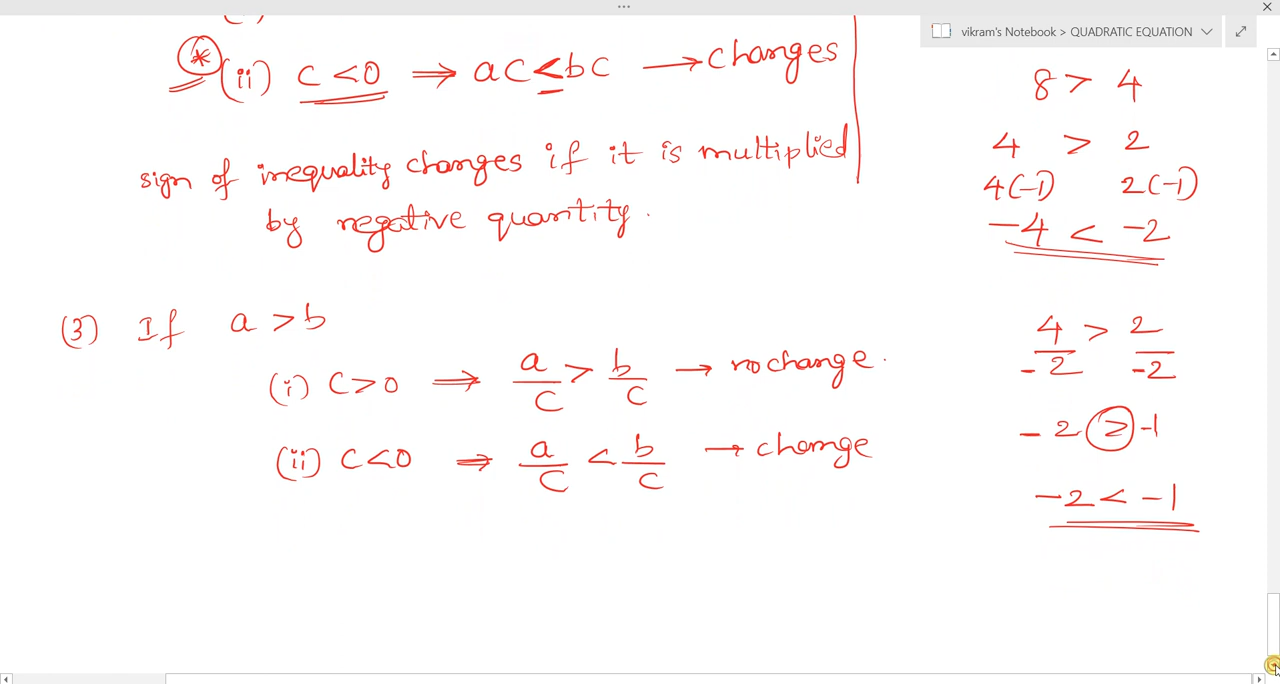 vikram's Notebook > QUADRATIC EQUATION
(ii) C < 0 ⇒ ac < bc → changes
sign of inequality changes if it is multiplied
by negative quantity.
(3) If a > b
(i) C > 0 ⇒ a/c > b/c → no change.
(ii) C < 0 ⇒ a/c < b/c → change
8 > 4
4 > 2
4(-1) 2(-1)
-4 < -2
4/-2 > 2/-2
-2 > -1
-2 < -1